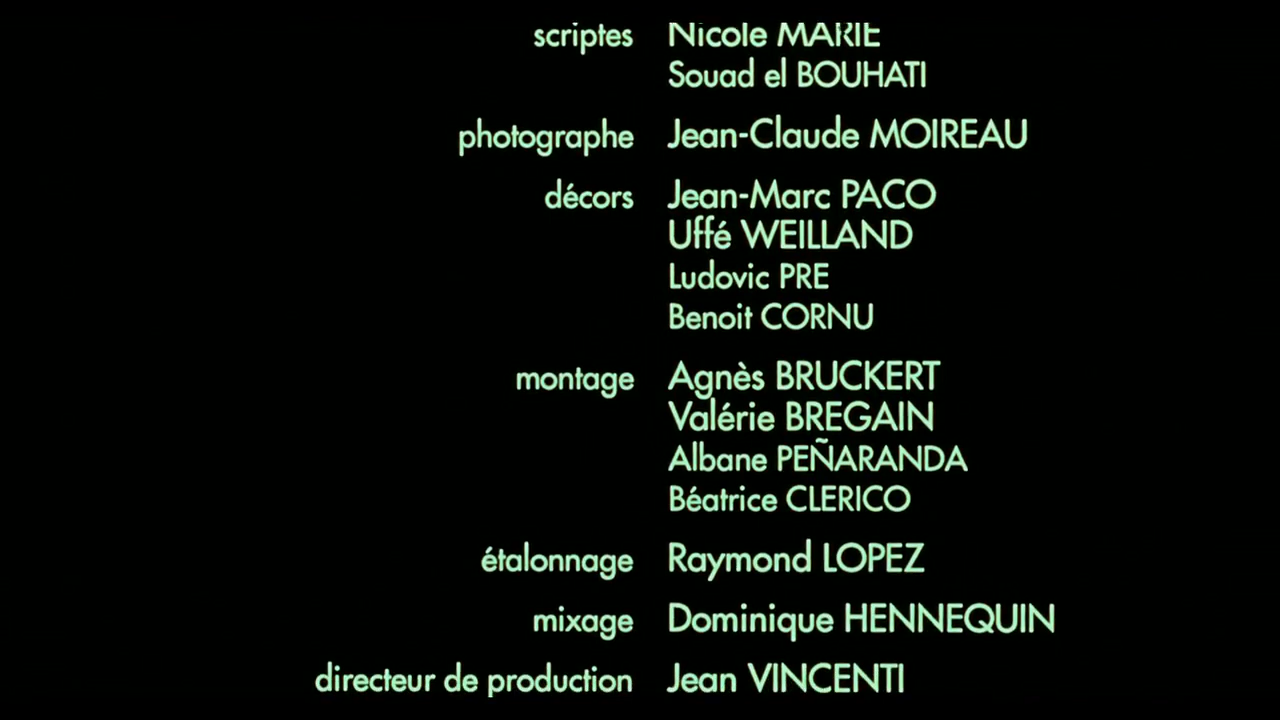 scriptes Nicole MARIE
Souad el BOUHATI
photographe Jean-Claude MOIREAU
décors Jean-Marc PACO
Uffé WEILLAND
Ludovic PRE
Benoit CORNU
montage Agnès BRUCKERT
Valérie BREGAIN
Albane PEÑARANDA
Béatrice CLERICO
étalonnage Raymond LOPEZ
mixage Dominique HENNEQUIN
directeur de production Jean VINCENTI